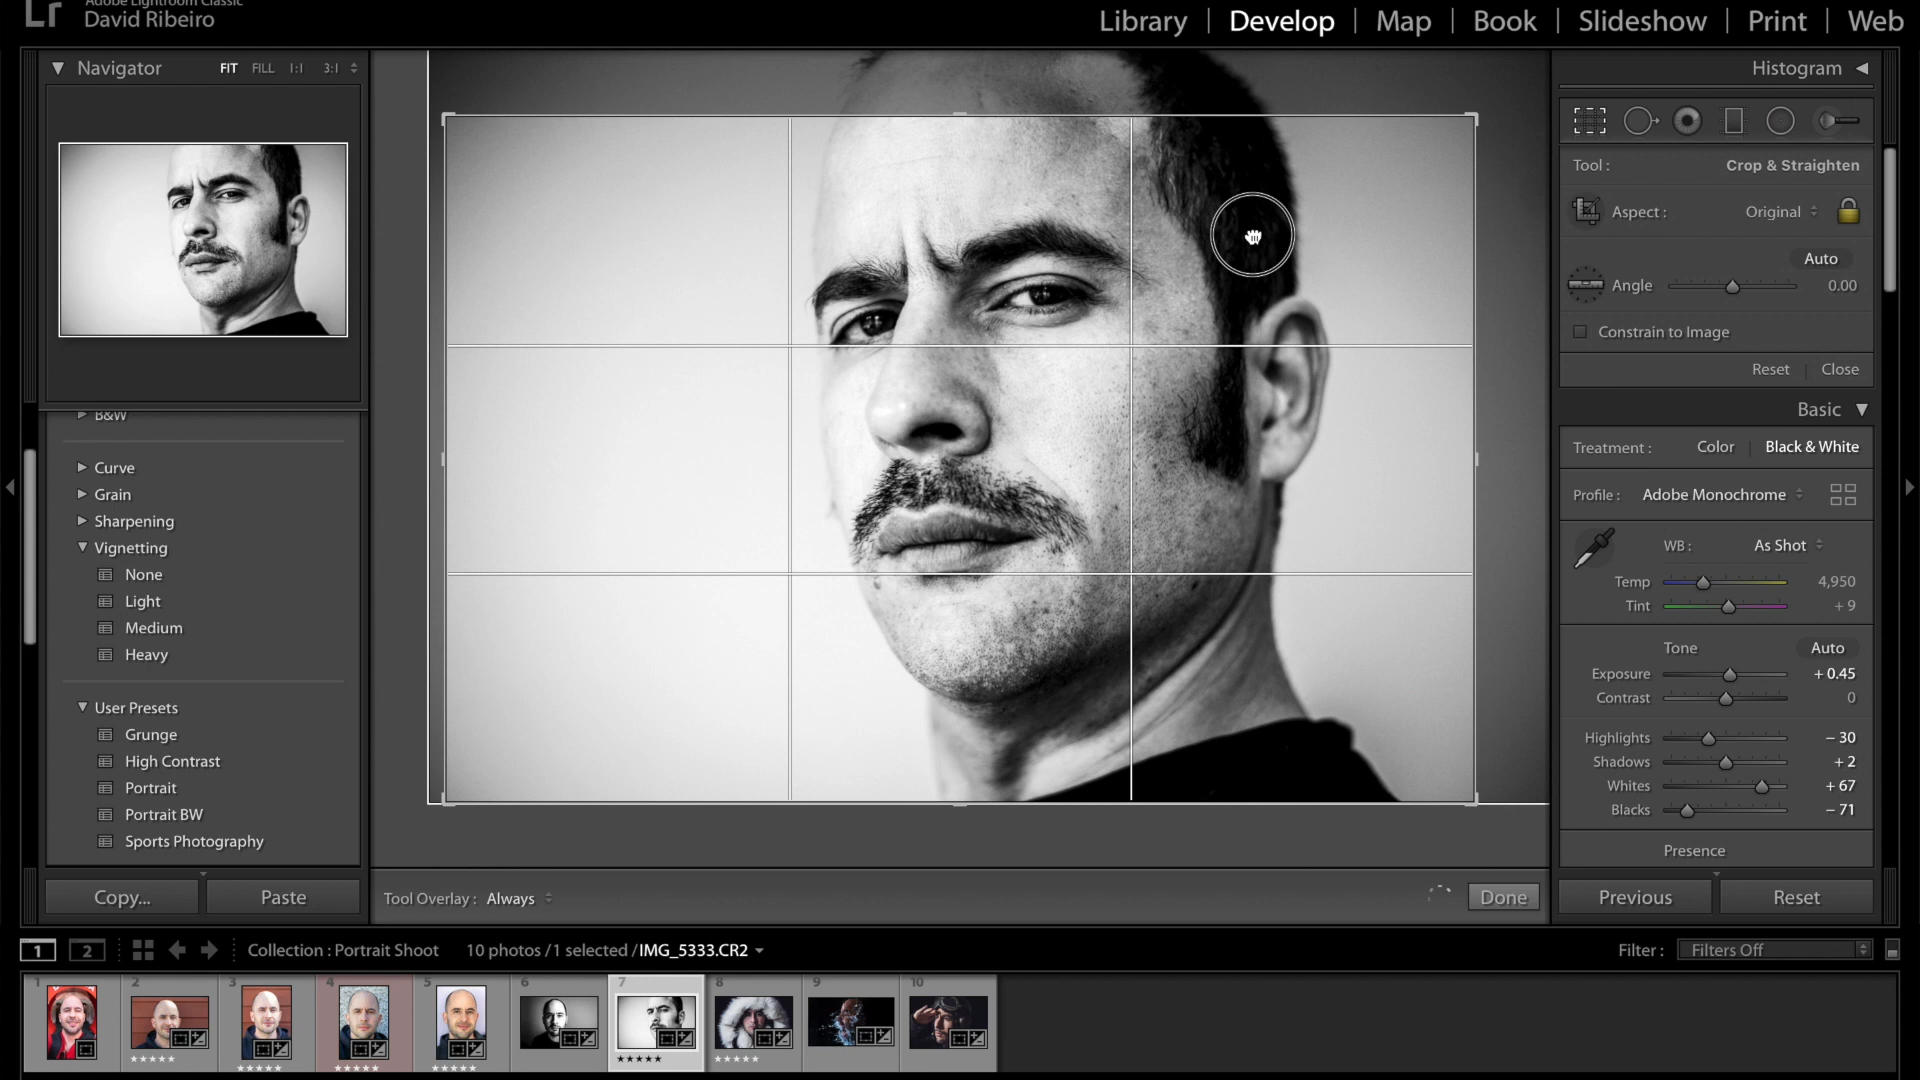 Lr
Adobe Lightroom Classic
David Ribeiro
Library | Develop | Map | Book | Slideshow | Print | Web
Navigator FIT FILL 1:1 3:1
B&W
Curve
Grain
Sharpening
Vignetting
None
Light
Medium
Heavy
User Presets
Grunge
High Contrast
Portrait
Portrait BW
Sports Photography
Copy... Paste
Tool Overlay : Always
Done
Histogram
Tool : Crop & Straighten
Aspect : Original
Auto
Angle 0.00
Constrain to Image
Reset Close
Basic
Treatment : Color Black & White
Profile : Adobe Monochrome
WB : As Shot
Temp 4,950
Tint + 9
Tone Auto
Exposure + 0.45
Contrast 0
Highlights − 30
Shadows + 2
Whites + 67
Blacks − 71
Presence
Previous Reset
1 2 Collection : Portrait Shoot 10 photos / 1 selected / IMG_5333.CR2 Filter : Filters Off
1 2 3 4 5 6 7 8 9 10